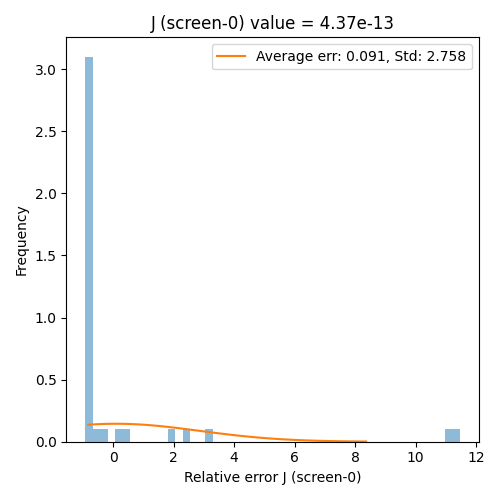 J (screen-0) value = 4.37e-13
Average err: 0.091, Std: 2.758
Frequency
3.0
2.5
2.0
1.5
1.0
0.5
0.0
0 2 4 6 8 10 12
Relative error J (screen-0)